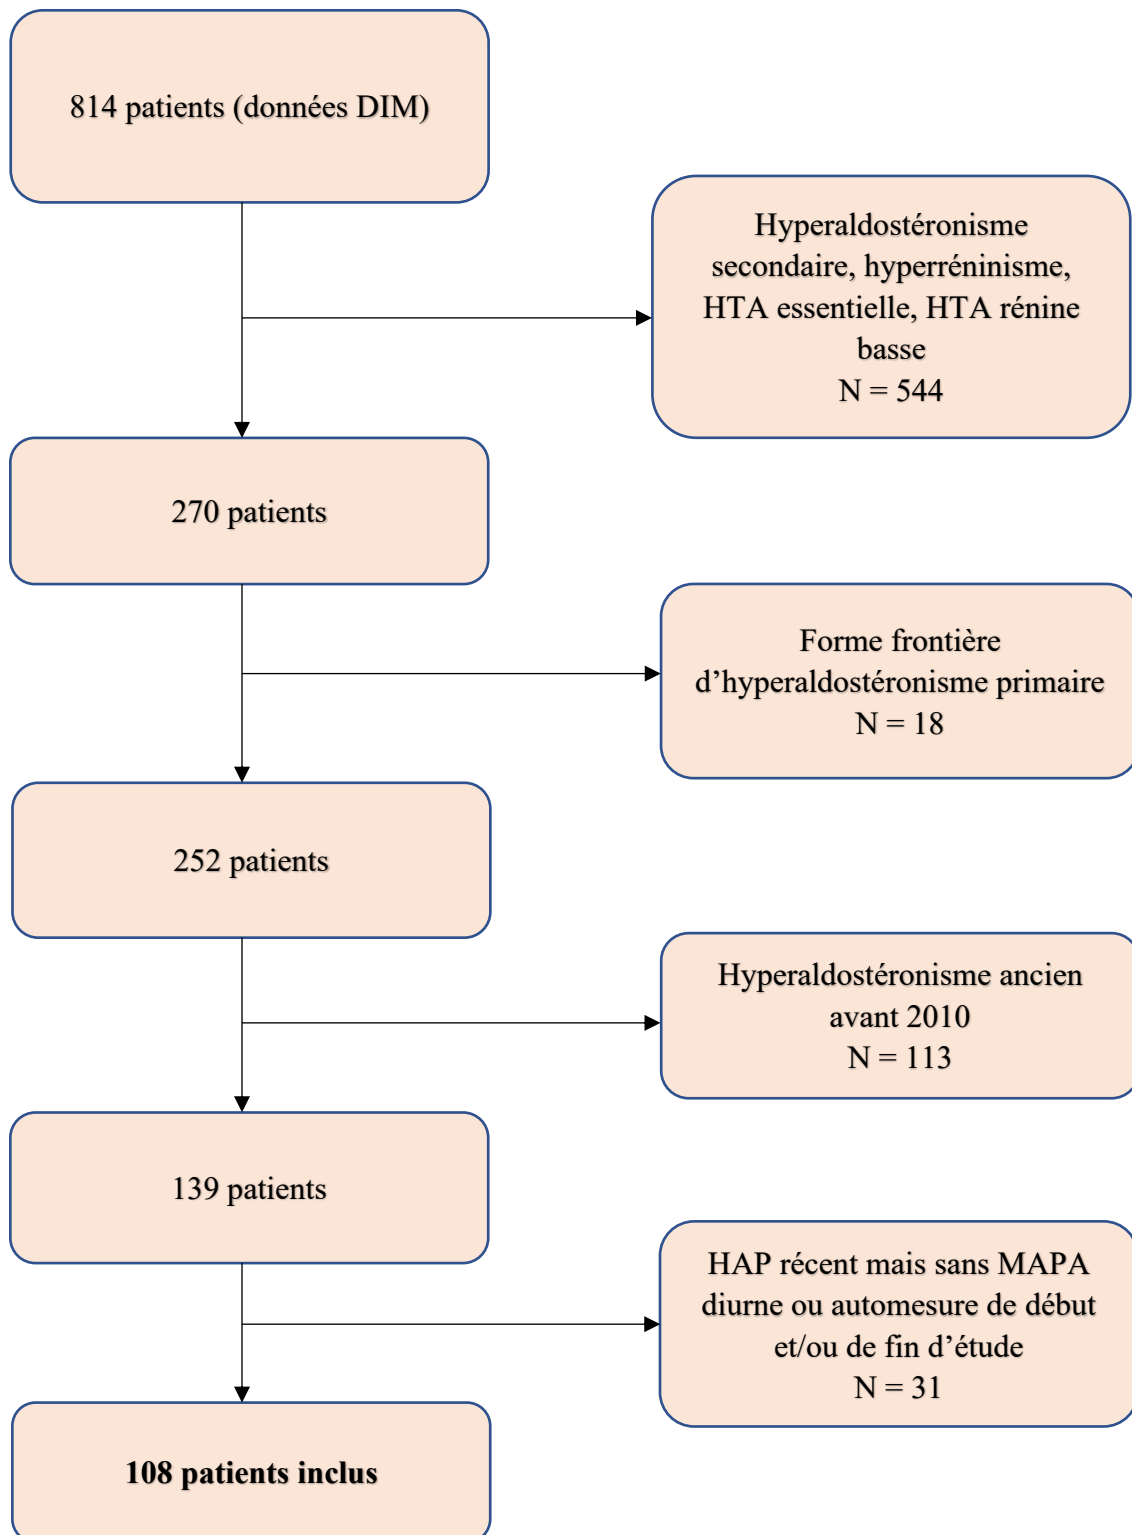 814 patients (données DIM)
Hyperaldostéronisme
secondaire, hyperréninisme,
HTA essentielle, HTA rénine
basse
N = 544
270 patients
Forme frontière
d’hyperaldostéronisme primaire
N = 18
252 patients
Hyperaldostéronisme ancien
avant 2010
N = 113
139 patients
HAP récent mais sans MAPA
diurne ou automesure de début
et/ou de fin d’étude
N = 31
108 patients inclus